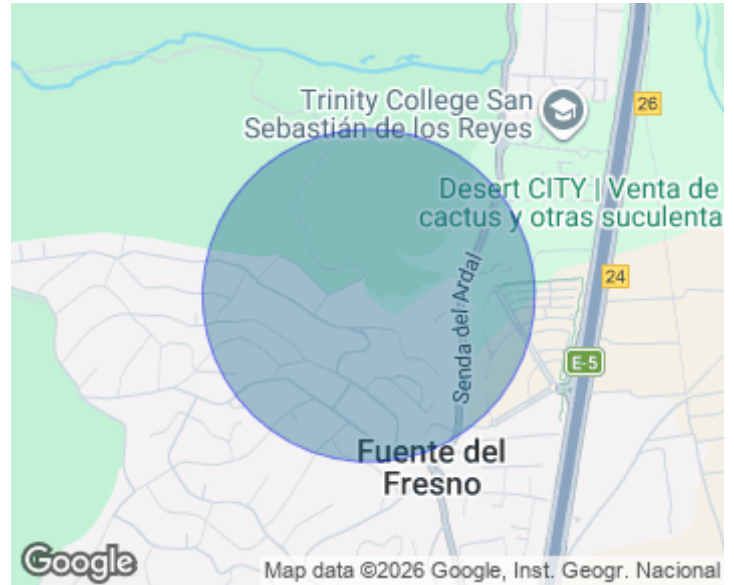 Trinity College San
Sebastián de los Reyes
26
Desert CITY | Venta de
cactus y otras suculenta
24
Senda del Ardal
E-5
Fuente del
Fresno
Google
Map data ©2026 Google, Inst. Geogr. Nacional